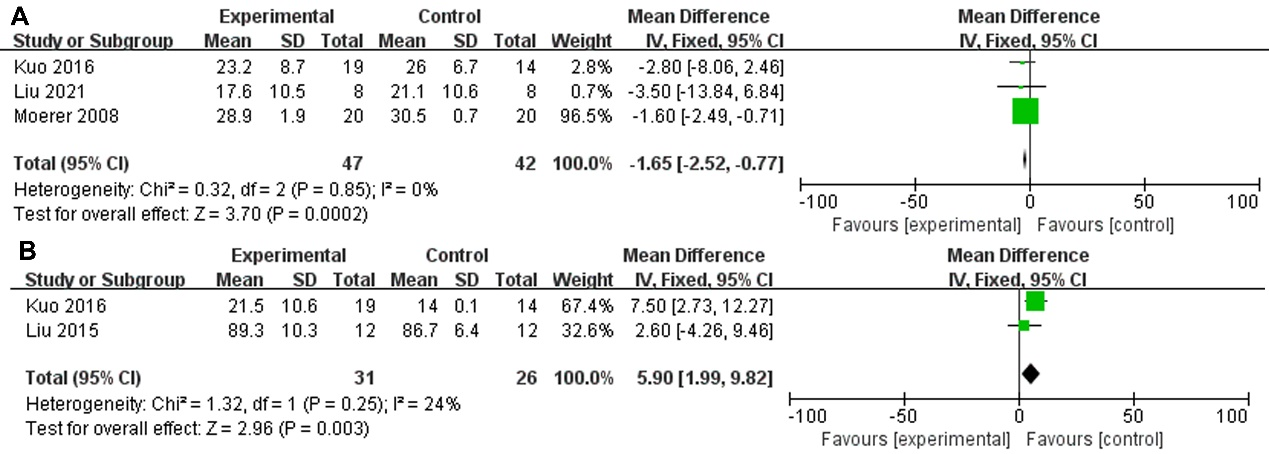 A
Experimental Control Mean Difference Mean Difference
Study or Subgroup Mean SD Total Mean SD Total Weight IV, Fixed, 95% CI IV, Fixed, 95% CI
Kuo 2016 23.2 8.7 19 26 6.7 14 2.8% -2.80 [-8.06, 2.46]
Liu 2021 17.6 10.5 8 21.1 10.6 8 0.7% -3.50 [-13.84, 6.84]
Moerer 2008 28.9 1.9 20 30.5 0.7 20 96.5% -1.60 [-2.49, -0.71]
Total (95% CI) 47 42 100.0% -1.65 [-2.52, -0.77]
Heterogeneity: Chi² = 0.32, df = 2 (P = 0.85); I² = 0%
Test for overall effect: Z = 3.70 (P = 0.0002)
-100 -50 0 50 100
Favours [experimental] Favours [control]
B
Experimental Control Mean Difference Mean Difference
Study or Subgroup Mean SD Total Mean SD Total Weight IV, Fixed, 95% CI IV, Fixed, 95% CI
Kuo 2016 21.5 10.6 19 14 0.1 14 67.4% 7.50 [2.73, 12.27]
Liu 2015 89.3 10.3 12 86.7 6.4 12 32.6% 2.60 [-4.26, 9.46]
Total (95% CI) 31 26 100.0% 5.90 [1.99, 9.82]
Heterogeneity: Chi² = 1.32, df = 1 (P = 0.25); I² = 24%
Test for overall effect: Z = 2.96 (P = 0.003)
-100 -50 0 50 100
Favours [experimental] Favours [control]